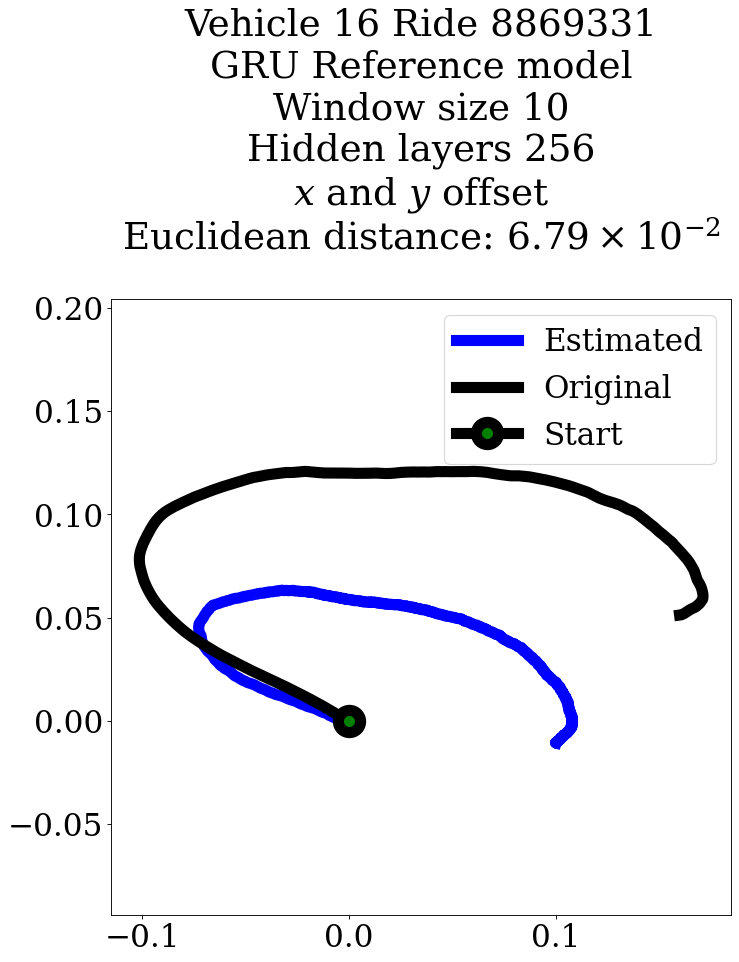 Vehicle 16 Ride 8869331
GRU Reference model
Window size 10
Hidden layers 256
x and y offset
Euclidean distance: 6.79 × 10⁻²
Estimated
Original
Start
0.20
0.15
0.10
0.05
0.00
−0.05
−0.1
0.0
0.1